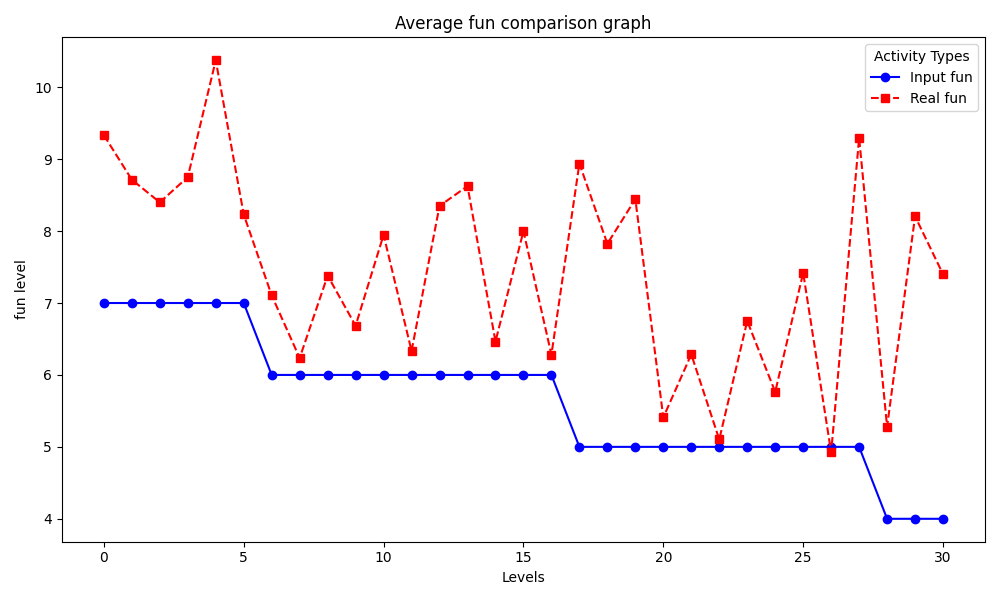 Average fun comparison graph
Activity Types
Input fun
Real fun
fun level
10
9
8
7
6
5
4
0 5 10 15 20 25 30
Levels